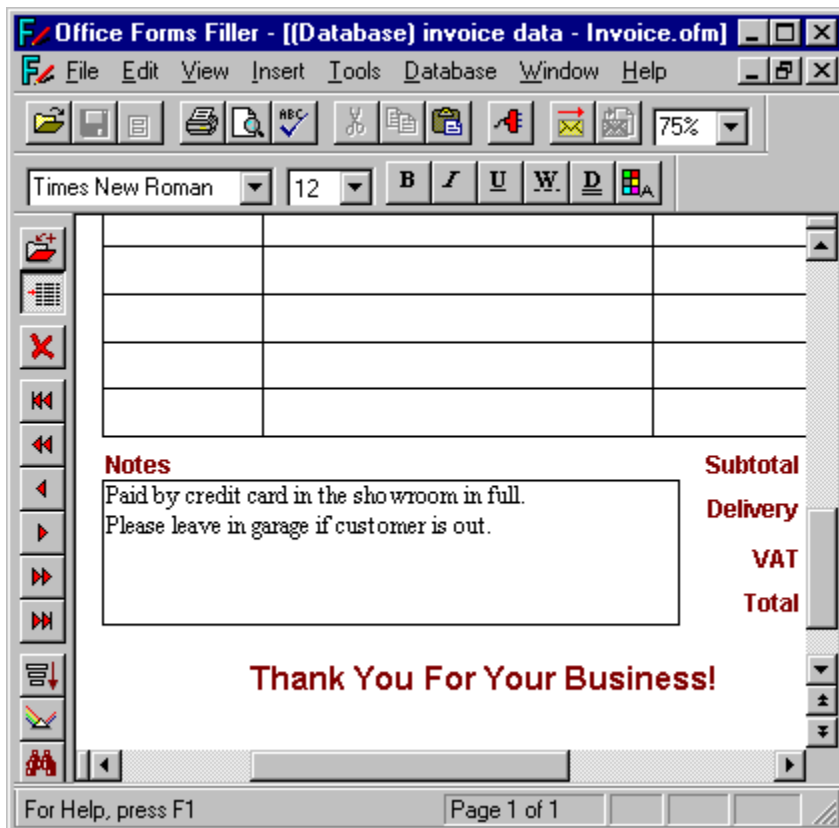 Office Forms Filler - [(Database) invoice data - Invoice.ofm]
File Edit View Insert Tools Database Window Help
ABC
75%
Times New Roman 12 B I U W D A
Notes
Subtotal
Paid by credit card in the showroom in full.
Please leave in garage if customer is out.
Delivery
VAT
Total
Thank You For Your Business!
For Help, press F1 Page 1 of 1